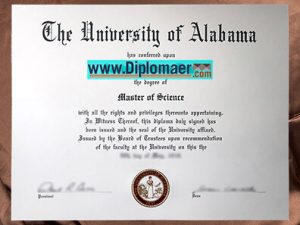 The University of Alabama
has conferred upon
www.Diplomaer.com
the degree of
Master of Science
with all the rights and privileges thereunto appertaining.
In Witness Thereof, this diploma duly signed has
been issued and the seal of the University affixed.
Issued by the Board of Trustees upon recommendation
of the faculty at the University on this the
President
Dean